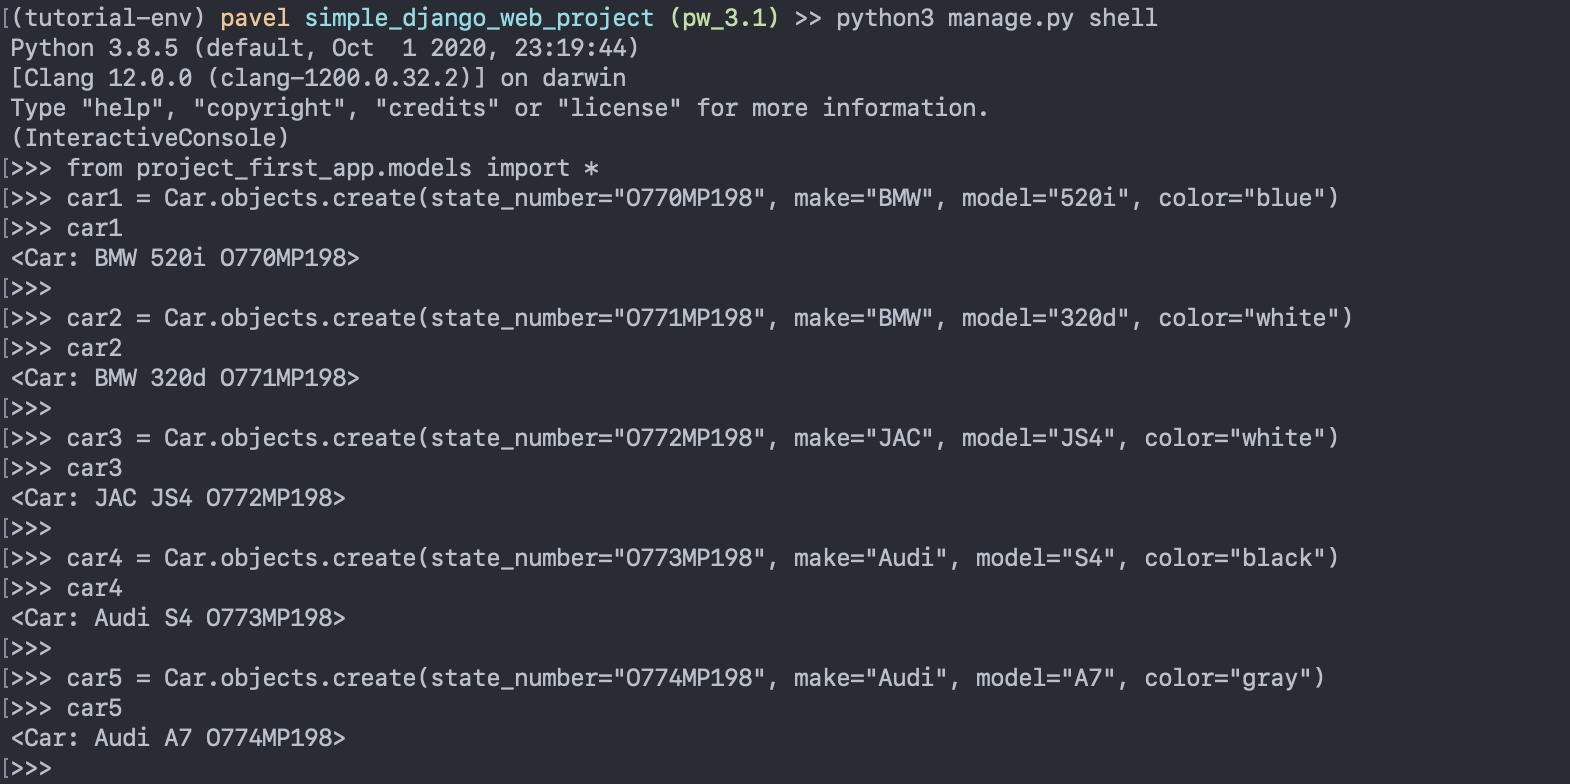 [(tutorial-env) pavel simple_django_web_project (pw_3.1) >> python3 manage.py shell
Python 3.8.5 (default, Oct  1 2020, 23:19:44)
[Clang 12.0.0 (clang-1200.0.32.2)] on darwin
Type "help", "copyright", "credits" or "license" for more information.
(InteractiveConsole)
[>>> from project_first_app.models import *
[>>> car1 = Car.objects.create(state_number="O770MP198", make="BMW", model="520i", color="blue")
[>>> car1
<Car: BMW 520i O770MP198>
[>>>
[>>> car2 = Car.objects.create(state_number="O771MP198", make="BMW", model="320d", color="white")
[>>> car2
<Car: BMW 320d O771MP198>
[>>>
[>>> car3 = Car.objects.create(state_number="O772MP198", make="JAC", model="JS4", color="white")
[>>> car3
<Car: JAC JS4 O772MP198>
[>>>
[>>> car4 = Car.objects.create(state_number="O773MP198", make="Audi", model="S4", color="black")
[>>> car4
<Car: Audi S4 O773MP198>
[>>>
[>>> car5 = Car.objects.create(state_number="O774MP198", make="Audi", model="A7", color="gray")
[>>> car5
<Car: Audi A7 O774MP198>
[>>>